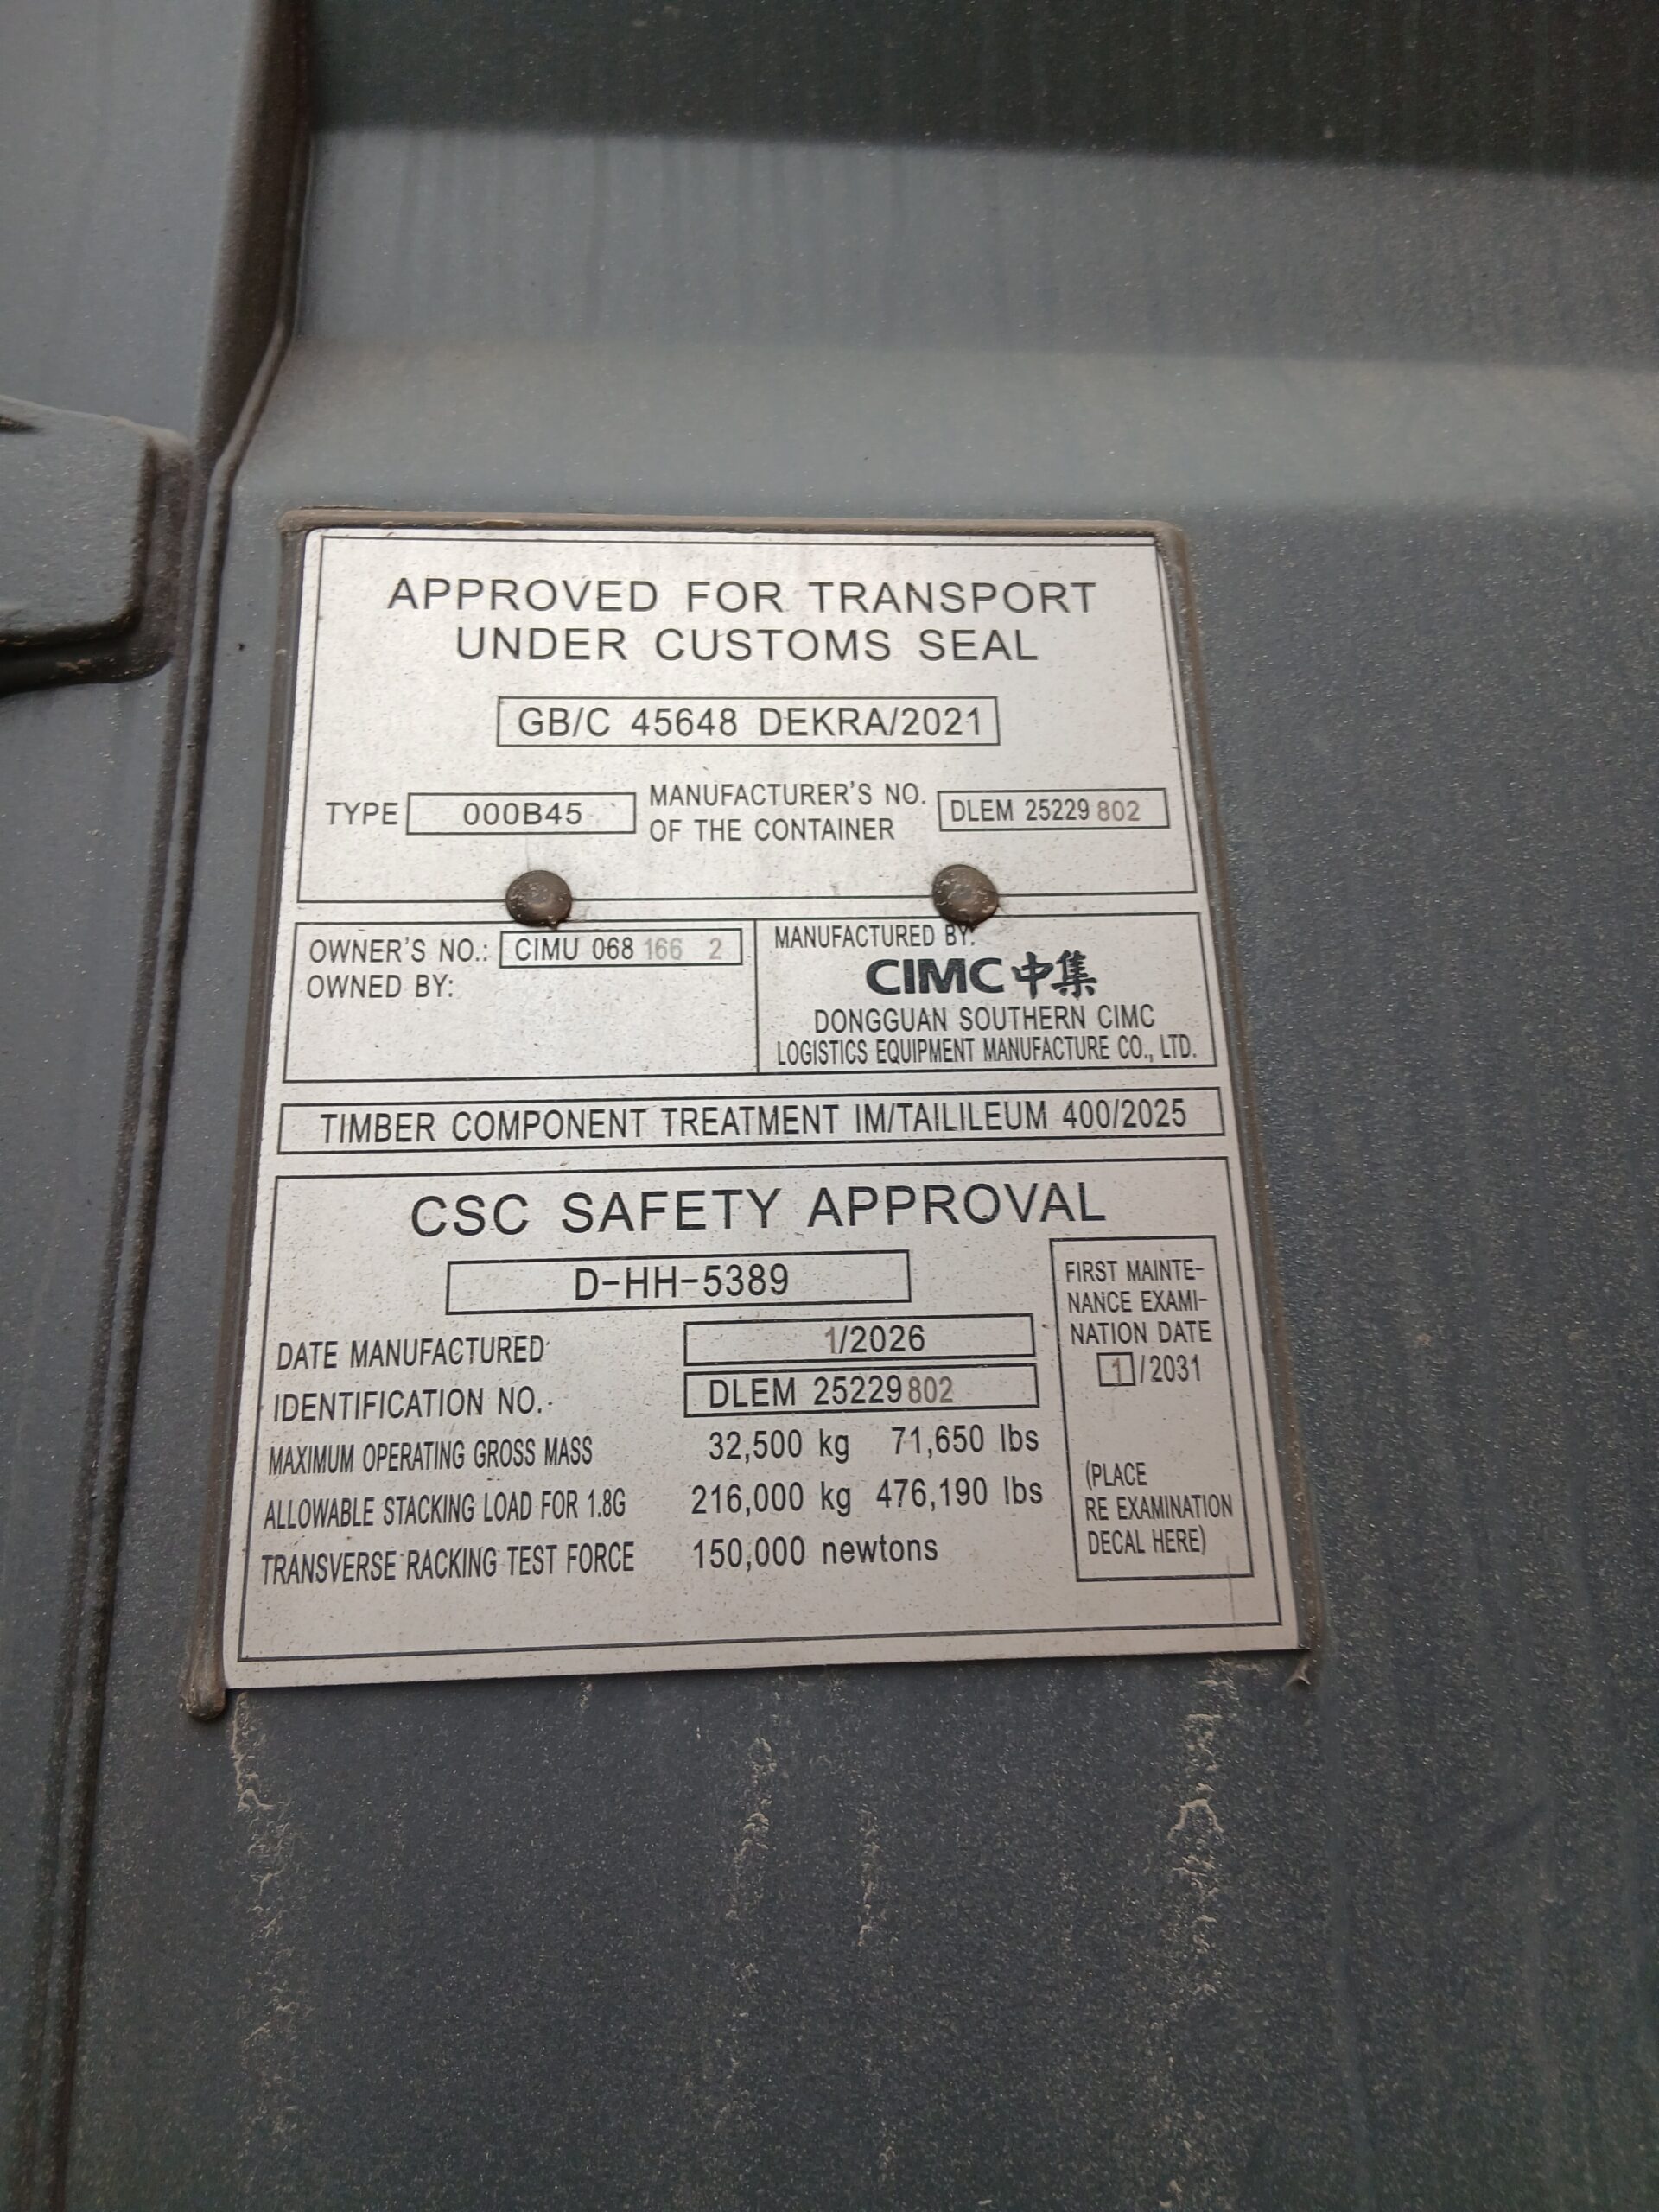 APPROVED FOR TRANSPORT
UNDER CUSTOMS SEAL
GB/C 45648 DEKRA/2021
TYPE 000B45 MANUFACTURER'S NO. OF THE CONTAINER DLEM 25229 802
OWNER'S NO.: CIMU 068 166 2
OWNED BY:
MANUFACTURED BY:
CIMC 中集
DONGGUAN SOUTHERN CIMC
LOGISTICS EQUIPMENT MANUFACTURE CO., LTD.
TIMBER COMPONENT TREATMENT IM/TAILILEUM 400/2025
CSC SAFETY APPROVAL
D-HH-5389
DATE MANUFACTURED 1/2026
IDENTIFICATION NO. DLEM 25229 802
MAXIMUM OPERATING GROSS MASS 32,500 kg 71,650 lbs
ALLOWABLE STACKING LOAD FOR 1.8G 216,000 kg 476,190 lbs
TRANSVERSE RACKING TEST FORCE 150,000 newtons
FIRST MAINTE-
NANCE EXAMI-
NATION DATE
1/2031
(PLACE
RE EXAMINATION
DECAL HERE)